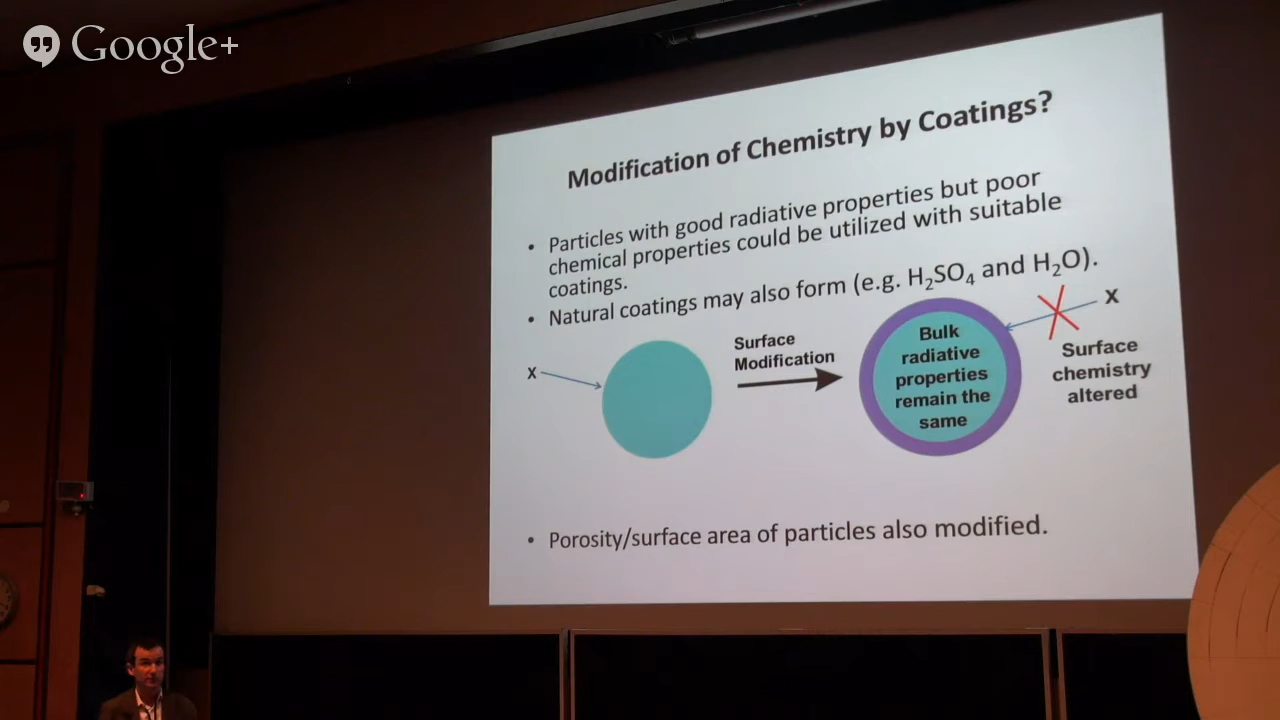 Google+
Modification of Chemistry by Coatings?
• Particles with good radiative properties but poor
chemical properties could be utilized with suitable
coatings.
• Natural coatings may also form (e.g. H₂SO₄ and H₂O).
X
Surface
Modification
Bulk
radiative
properties
remain the
same
X
Surface
chemistry
altered
• Porosity/surface area of particles also modified.